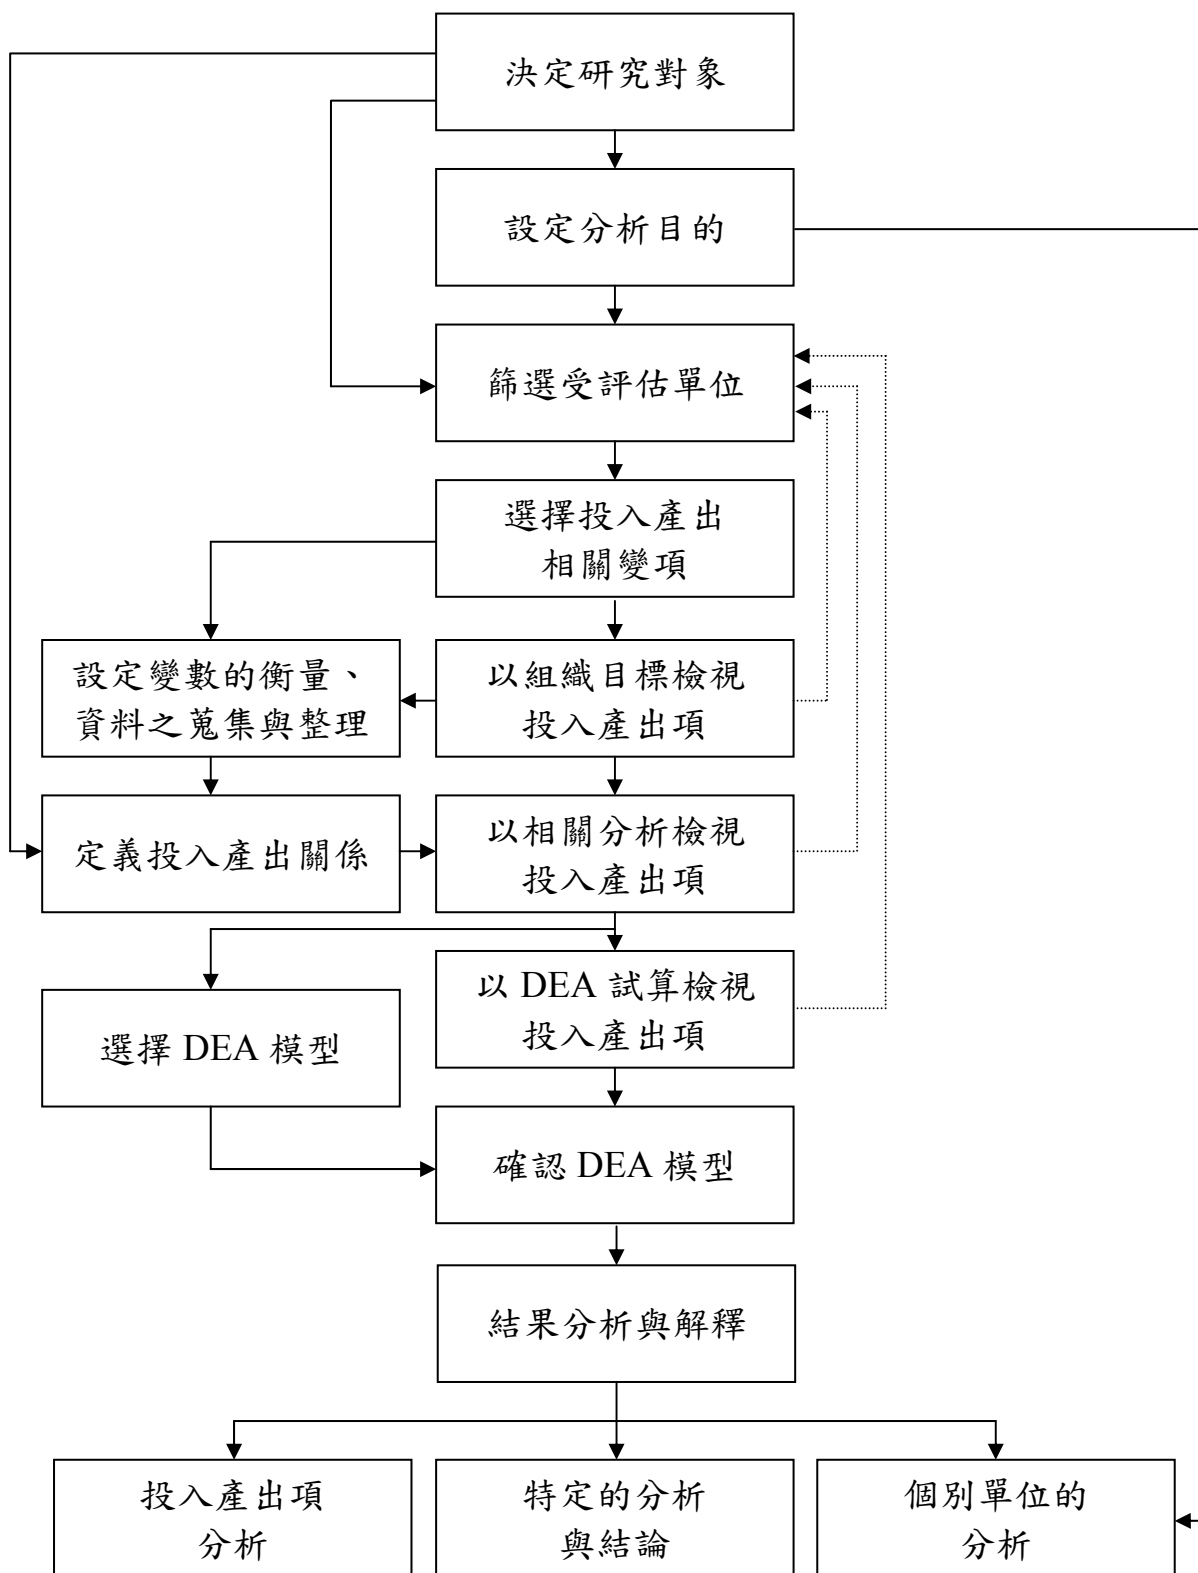 決定研究對象
設定分析目的
篩選受評估單位
選擇投入產出
相關變項
設定變數的衡量、
資料之蒐集與整理
以組織目標檢視
投入產出項
定義投入產出關係
以相關分析檢視
投入產出項
以 DEA 試算檢視
投入產出項
選擇 DEA 模型
確認 DEA 模型
結果分析與解釋
投入產出項
分析
特定的分析
與結論
個別單位的
分析